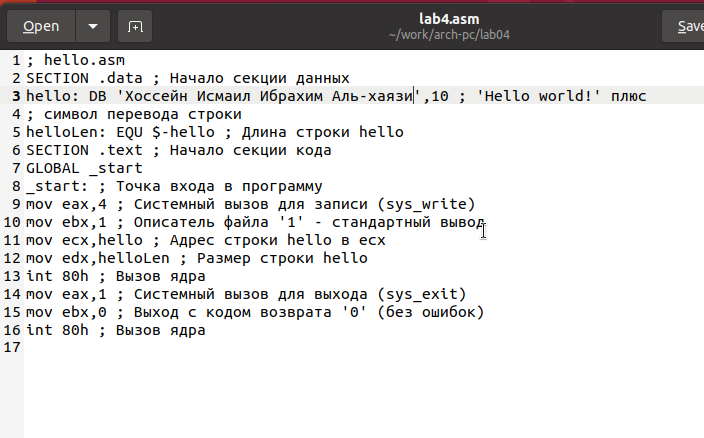 Open
lab4.asm
~/work/arch-pc/lab04
Save
1 ; hello.asm
2 SECTION .data ; Начало секции данных
3 hello: DB 'Хоссейн Исмаил Ибрахим Аль-хаязи',10 ; 'Hello world!' плюс
4 ; символ перевода строки
5 helloLen: EQU $-hello ; Длина строки hello
6 SECTION .text ; Начало секции кода
7 GLOBAL _start
8 _start: ; Точка входа в программу
9 mov eax,4 ; Системный вызов для записи (sys_write)
10 mov ebx,1 ; Описатель файла '1' - стандартный вывод
11 mov ecx,hello ; Адрес строки hello в ecx
12 mov edx,helloLen ; Размер строки hello
13 int 80h ; Вызов ядра
14 mov eax,1 ; Системный вызов для выхода (sys_exit)
15 mov ebx,0 ; Выход с кодом возврата '0' (без ошибок)
16 int 80h ; Вызов ядра
17